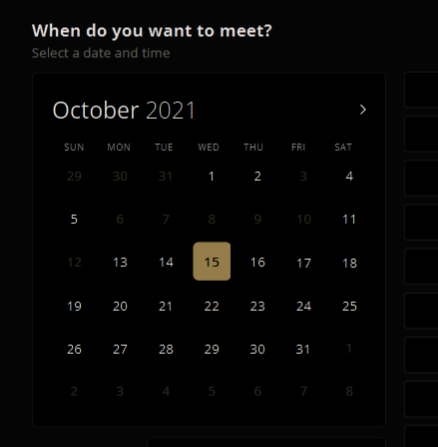 When do you want to meet?
Select a date and time
October 2021
SUN MON TUE WED THU FRI SAT
29 30 31 1 2 3 4
5 6 7 8 9 10 11
12 13 14 15 16 17 18
19 20 21 22 23 24 25
26 27 28 29 30 31 1
2 3 4 5 6 7 8